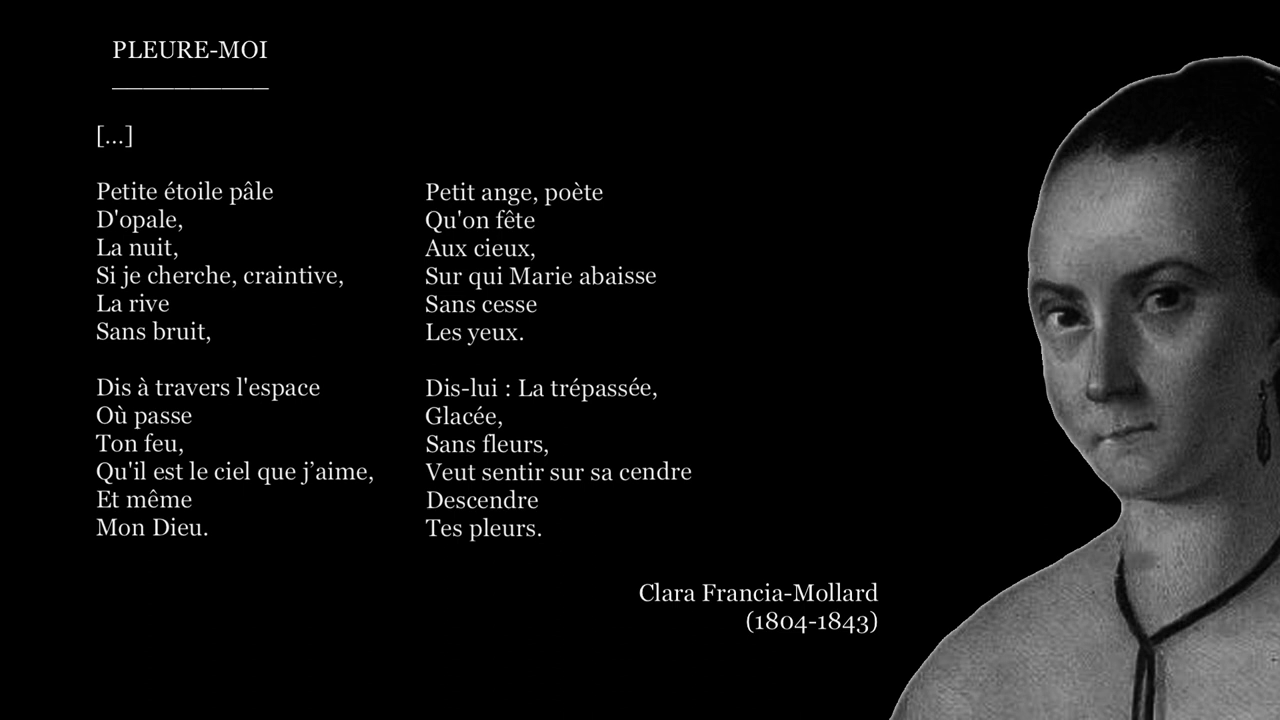 PLEURE-MOI
[...]
Petite étoile pâle
D'opale,
La nuit,
Si je cherche, craintive,
La rive
Sans bruit,
Dis à travers l'espace
Où passe
Ton feu,
Qu'il est le ciel que j’aime,
Et même
Mon Dieu.
Petit ange, poète
Qu'on fête
Aux cieux,
Sur qui Marie abaisse
Sans cesse
Les yeux.
Dis-lui : La trépassée,
Glacée,
Sans fleurs,
Veut sentir sur sa cendre
Descendre
Tes pleurs.
Clara Francia-Mollard
(1804-1843)